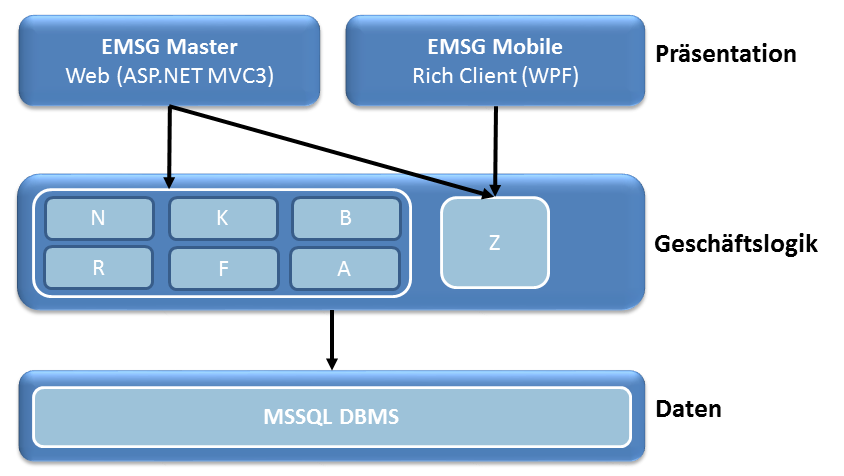 EMSG Master
Web (ASP.NET MVC3)
EMSG Mobile
Rich Client (WPF)
Präsentation
N
K
B
R
F
A
Z
Geschäftslogik
MSSQL DBMS
Daten